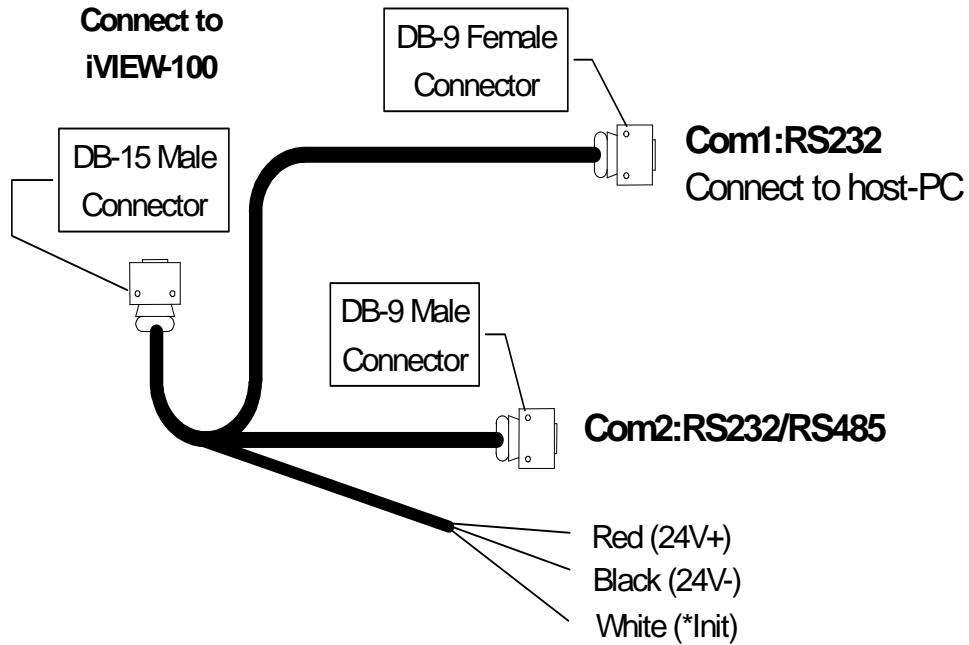 Connect to
iVIEW-100
DB-9 Female
Connector
DB-15 Male
Connector
Com1:RS232
Connect to host-PC
DB-9 Male
Connector
Com2:RS232/RS485
Red (24V+)
Black (24V-)
White (*Init)